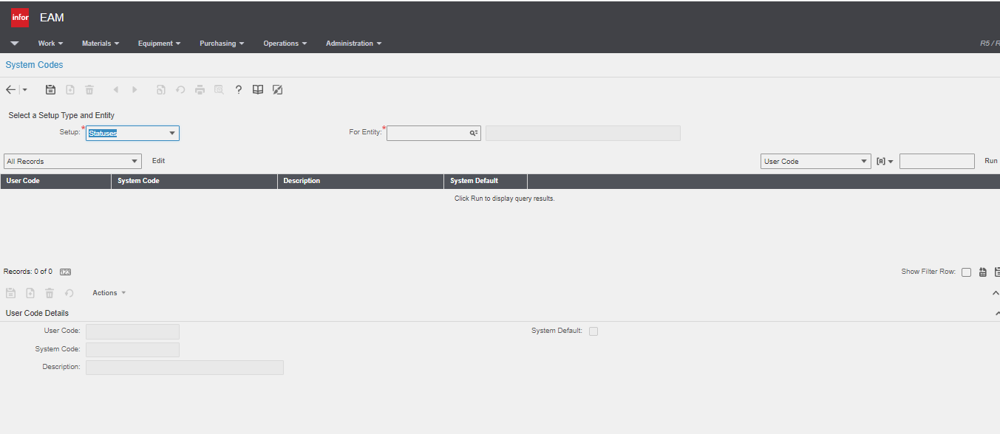 infor EAM
Work Materials Equipment Purchasing Operations Administration R5 / R
System Codes
?
Select a Setup Type and Entity
Setup: * Statuses For Entity: *
All Records Edit User Code [A] Run
User Code System Code Description System Default
Click Run to display query results.
Records: 0 of 0 123 Show Filter Row:
Actions
User Code Details
User Code: System Default:
System Code:
Description: